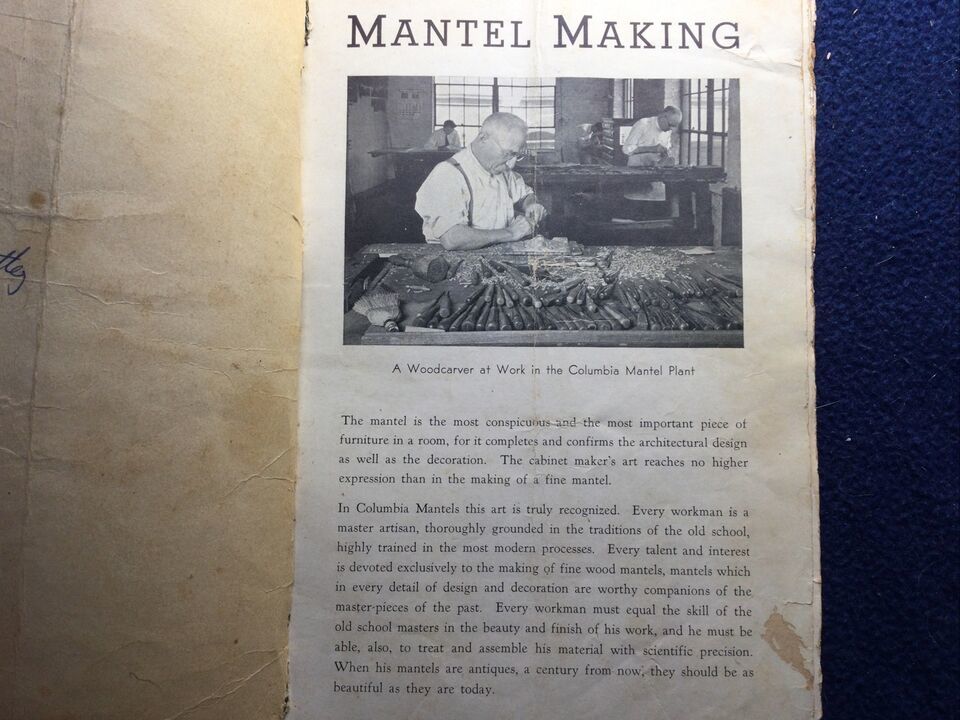 MANTEL MAKING
A Woodcarver at Work in the Columbia Mantel Plant
The mantel is the most conspicuous and the most important piece of
furniture in a room, for it completes and confirms the architectural design
as well as the decoration. The cabinet maker's art reaches no higher
expression than in the making of a fine mantel.
In Columbia Mantels this art is truly recognized. Every workman is a
master artisan, thoroughly grounded in the traditions of the old school,
highly trained in the most modern processes. Every talent and interest
is devoted exclusively to the making of fine wood mantels, mantels which
in every detail of design and decoration are worthy companions of the
master-pieces of the past. Every workman must equal the skill of the
old school masters in the beauty and finish of his work, and he must be
able, also, to treat and assemble his material with scientific precision.
When his mantels are antiques, a century from now, they should be as
beautiful as they are today.